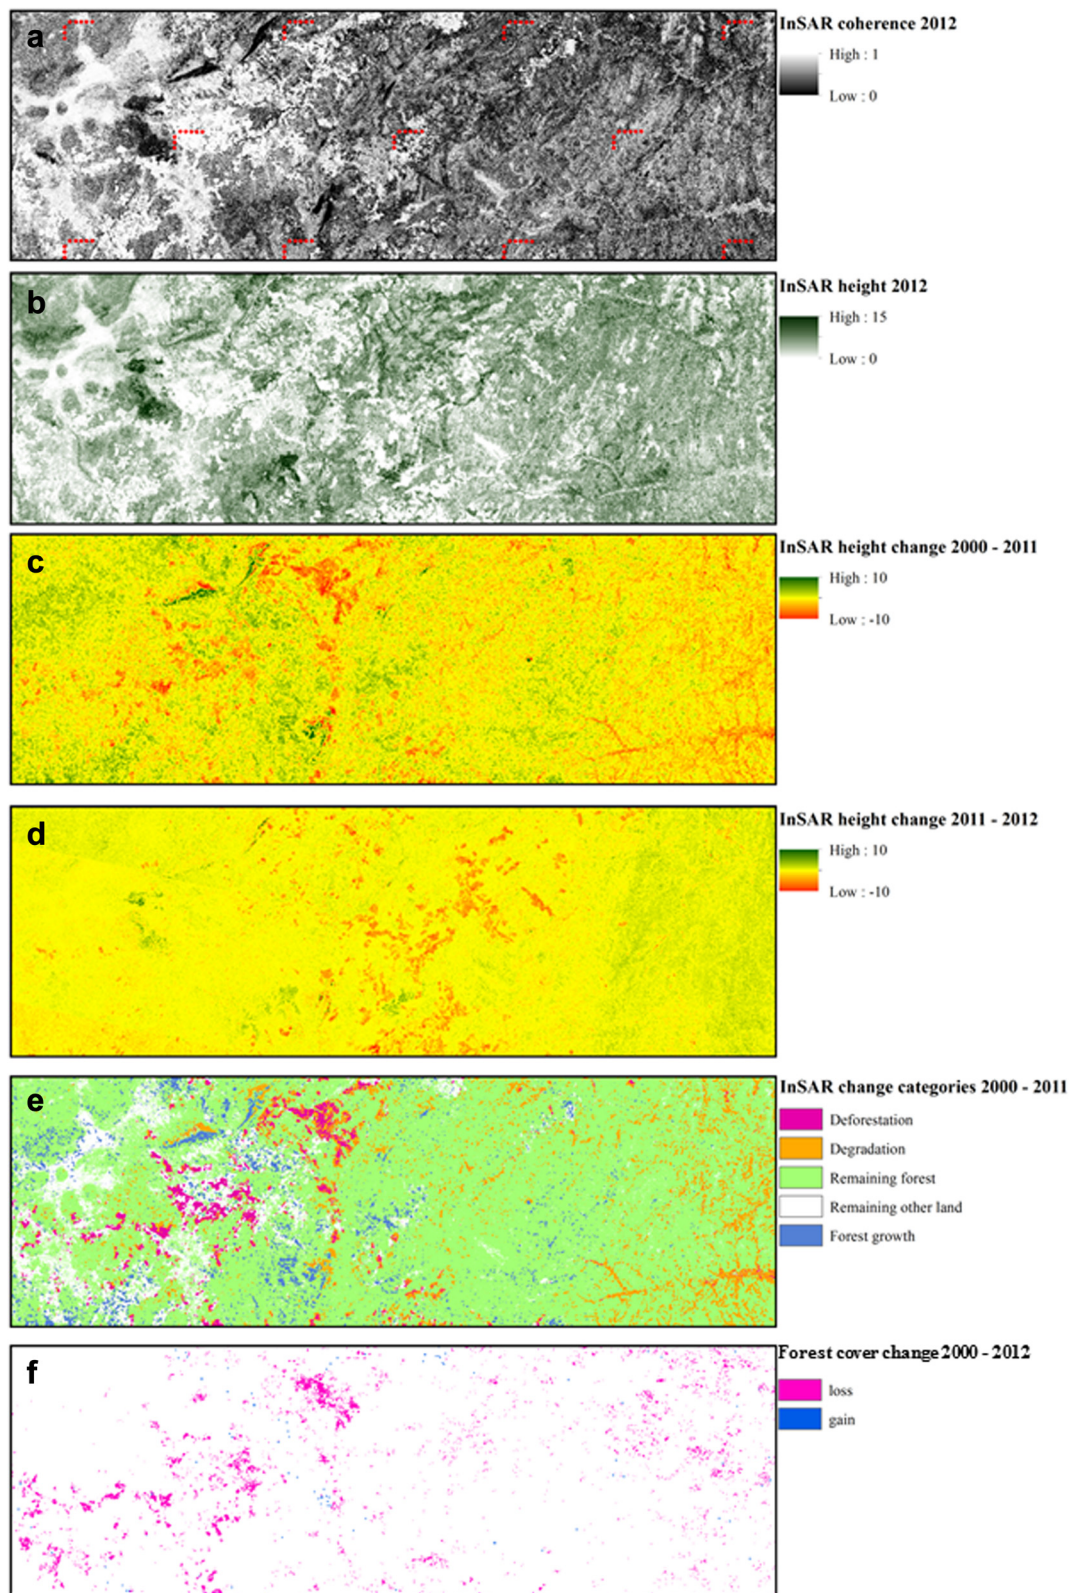 a
InSAR coherence 2012
High : 1
Low : 0
b
InSAR height 2012
High : 15
Low : 0
c
InSAR height change 2000 - 2011
High : 10
Low : -10
d
InSAR height change 2011 - 2012
High : 10
Low : -10
e
InSAR change categories 2000 - 2011
Deforestation
Degradation
Remaining forest
Remaining other land
Forest growth
f
Forest cover change 2000 - 2012
loss
gain